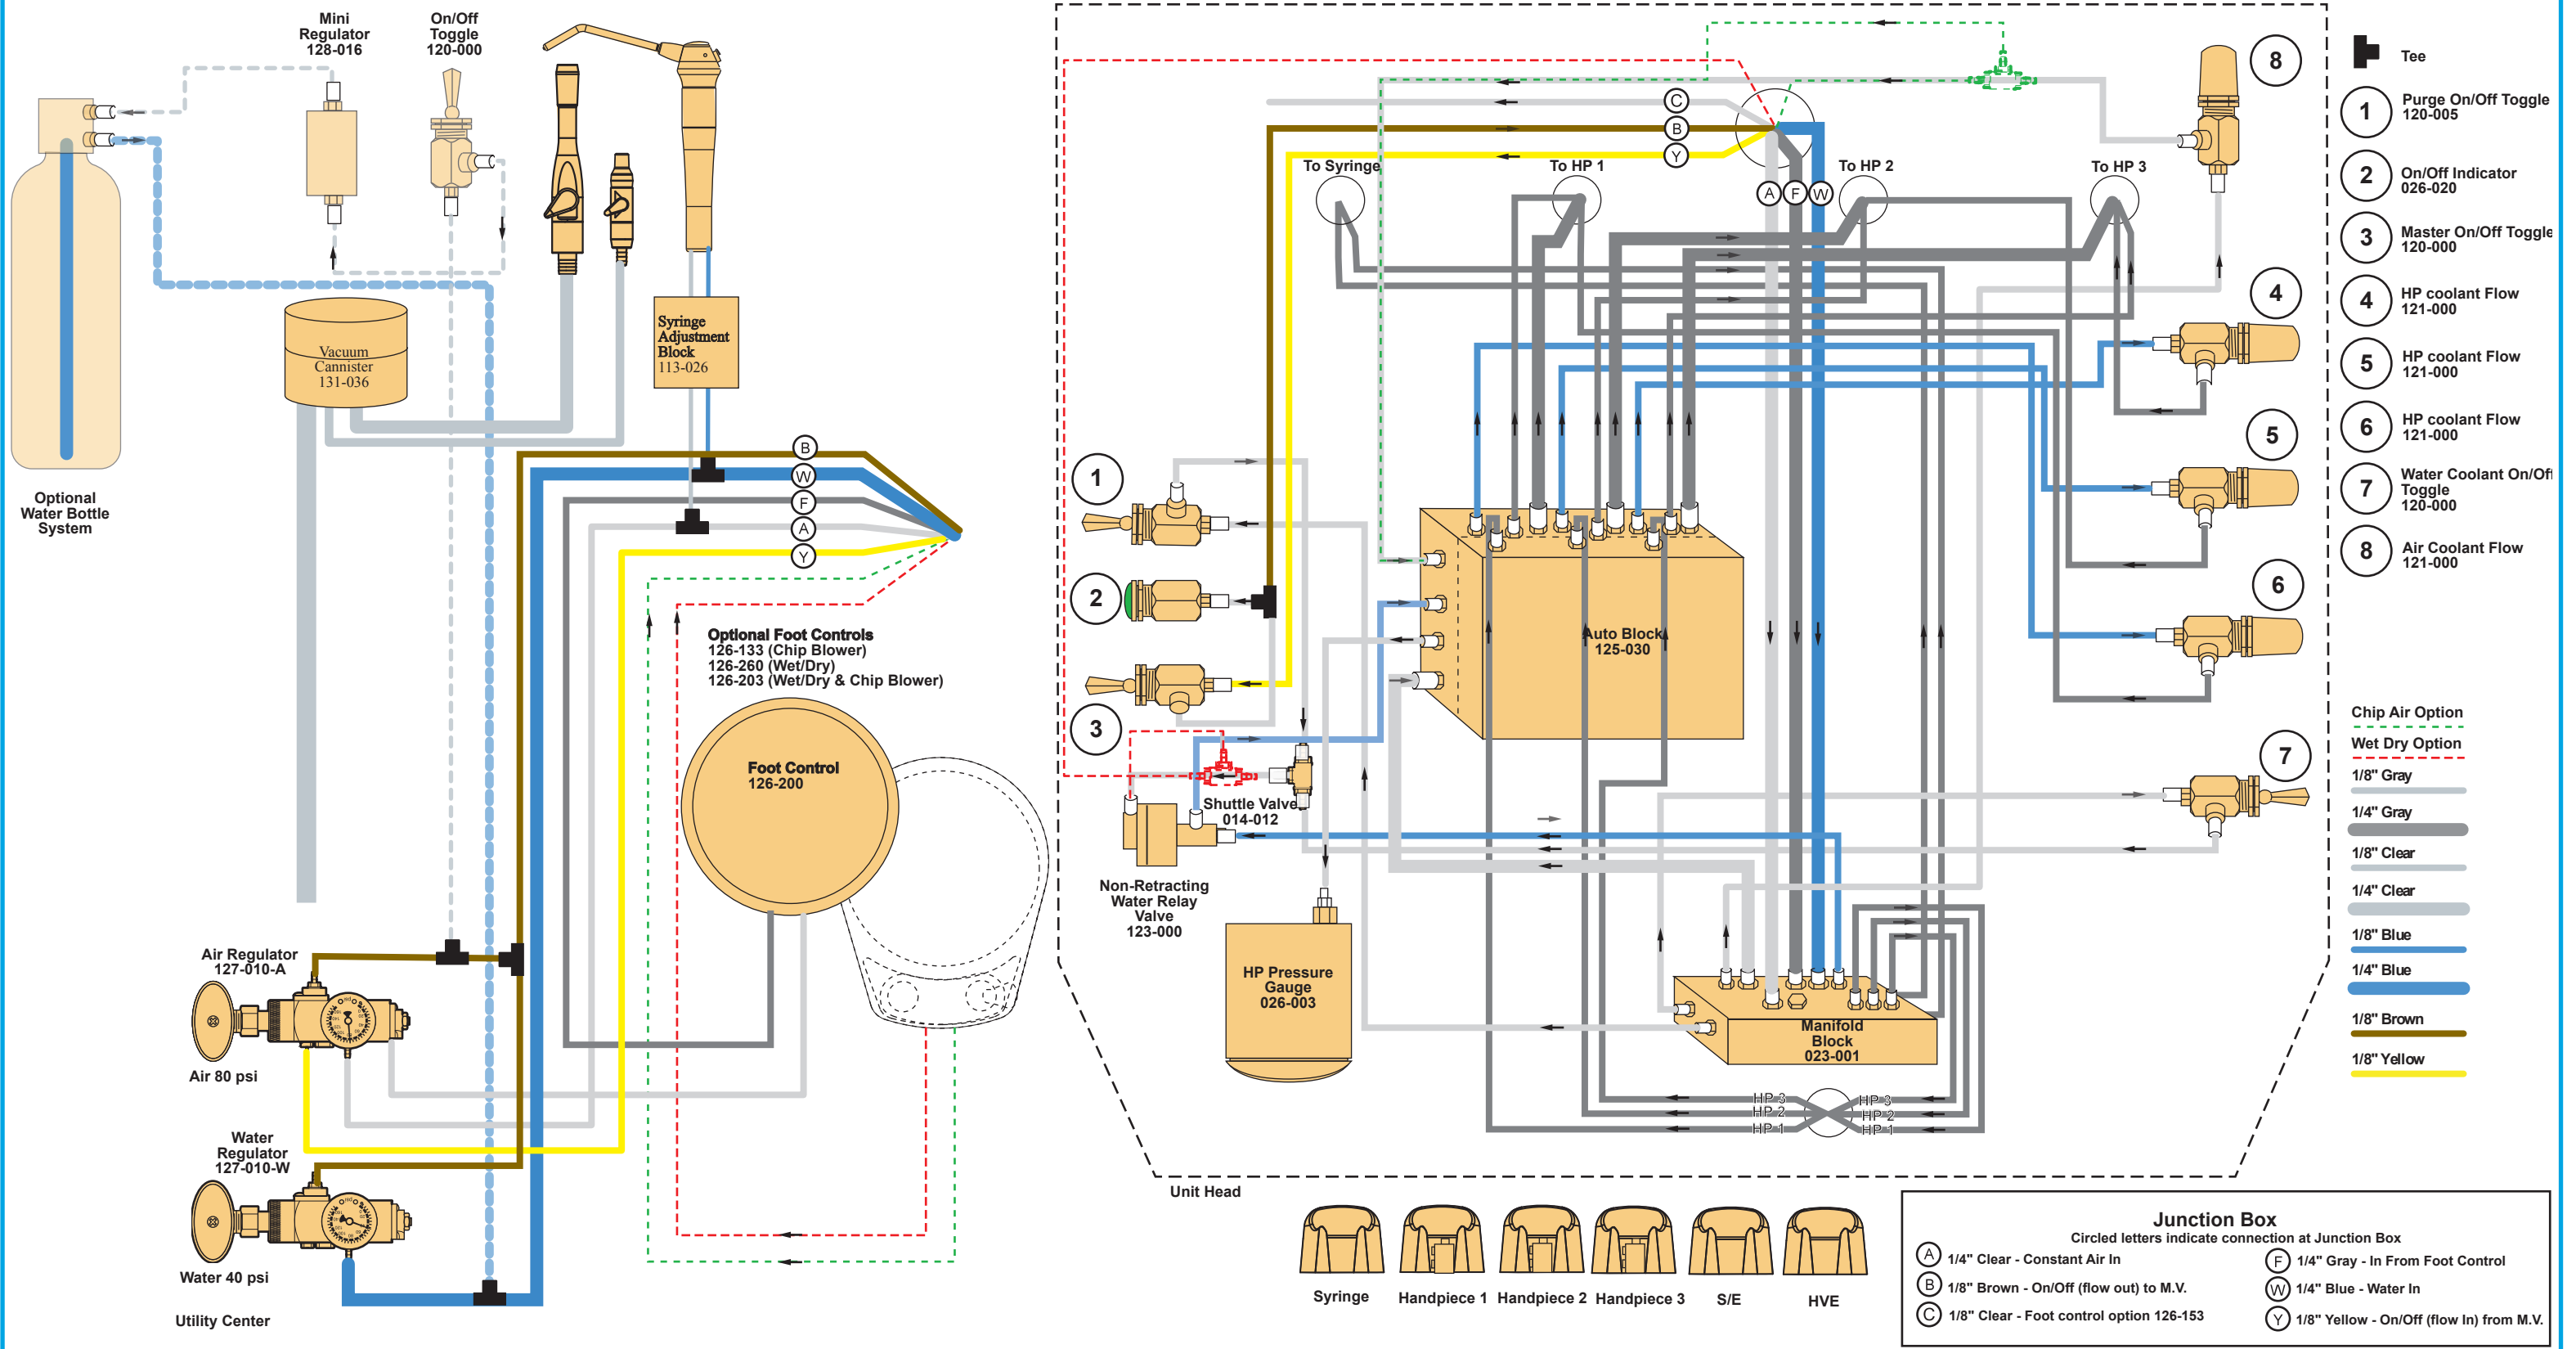 Mini
Regulator
128-016
On/Off
Toggle
120-000
Optional
Water Bottle
System
Vacuum
Cannister
131-036
Syringe
Adjustment
Block
113-026
B
W
F
A
Y
Optional Foot Controls
126-133 (Chip Blower)
126-260 (Wet/Dry)
126-203 (Wet/Dry & Chip Blower)
Foot Control
126-200
Air Regulator
127-010-A
Air 80 psi
Water
Regulator
127-010-W
Water 40 psi
Utility Center
C
B
Y
To Syringe
To HP 1
A
F
W
To HP 2
To HP 3
8
4
5
6
7
1
2
3
Auto Block
125-030
Shuttle Valve
014-012
Non-Retracting
Water Relay
Valve
123-000
HP Pressure
Gauge
026-003
Manifold
Block
023-001
HP 3
HP 2
HP 1
HP 3
HP 2
HP 1
Unit Head
Tee
1 Purge On/Off Toggle
120-005
2 On/Off Indicator
026-020
3 Master On/Off Toggle
120-000
4 HP coolant Flow
121-000
5 HP coolant Flow
121-000
6 HP coolant Flow
121-000
7 Water Coolant On/Off
Toggle
120-000
8 Air Coolant Flow
121-000
Chip Air Option
Wet Dry Option
1/8" Gray
1/4" Gray
1/8" Clear
1/4" Clear
1/8" Blue
1/4" Blue
1/8" Brown
1/8" Yellow
Syringe
Handpiece 1
Handpiece 2
Handpiece 3
S/E
HVE
Junction Box
Circled letters indicate connection at Junction Box
A 1/4" Clear - Constant Air In
B 1/8" Brown - On/Off (flow out) to M.V.
C 1/8" Clear - Foot control option 126-153
F 1/4" Gray - In From Foot Control
W 1/4" Blue - Water In
Y 1/8" Yellow - On/Off (flow In) from M.V.